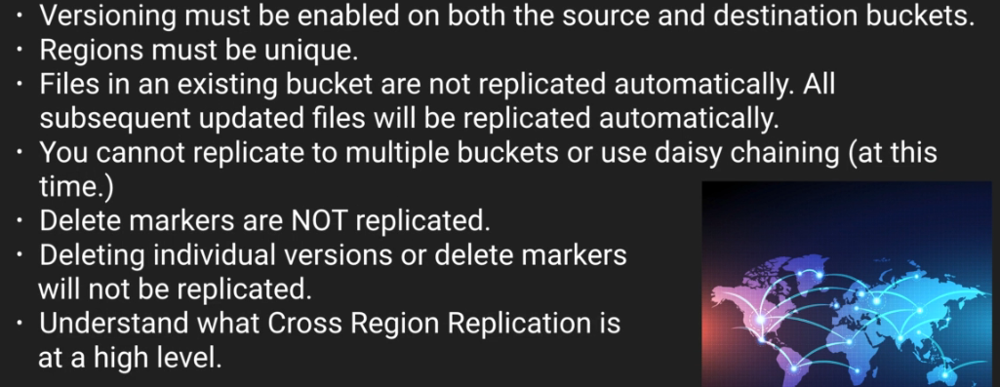 • Versioning must be enabled on both the source and destination buckets.
• Regions must be unique.
• Files in an existing bucket are not replicated automatically. All
subsequent updated files will be replicated automatically.
• You cannot replicate to multiple buckets or use daisy chaining (at this
time.)
• Delete markers are NOT replicated.
• Deleting individual versions or delete markers
will not be replicated.
• Understand what Cross Region Replication is
at a high level.